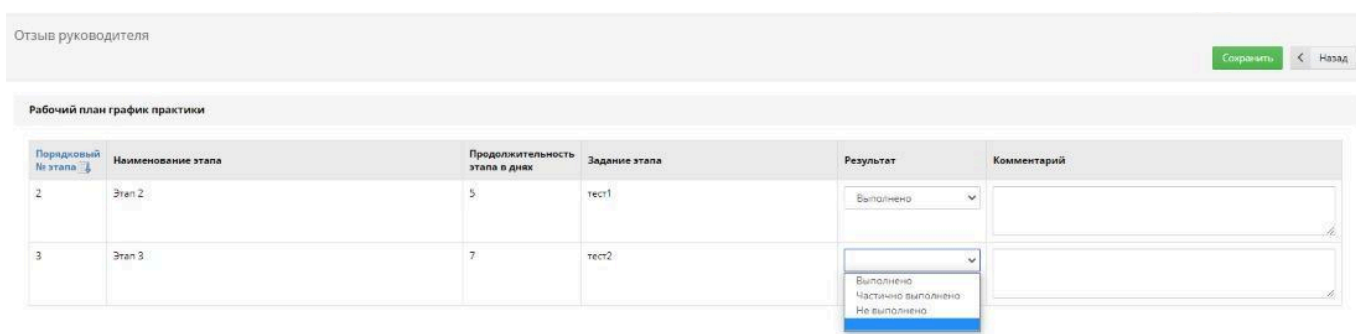 Отзыв руководителя
Сохранить
Назад
Рабочий план график практики
Порядковый № этапа
Наименование этапа
Продолжительность этапа в днях
Задание этапа
Результат
Комментарий
2
Этап 2
5
тест1
Выполнено
3
Этап 3
7
тест2
Выполнено
Частично выполнено
Не выполнено